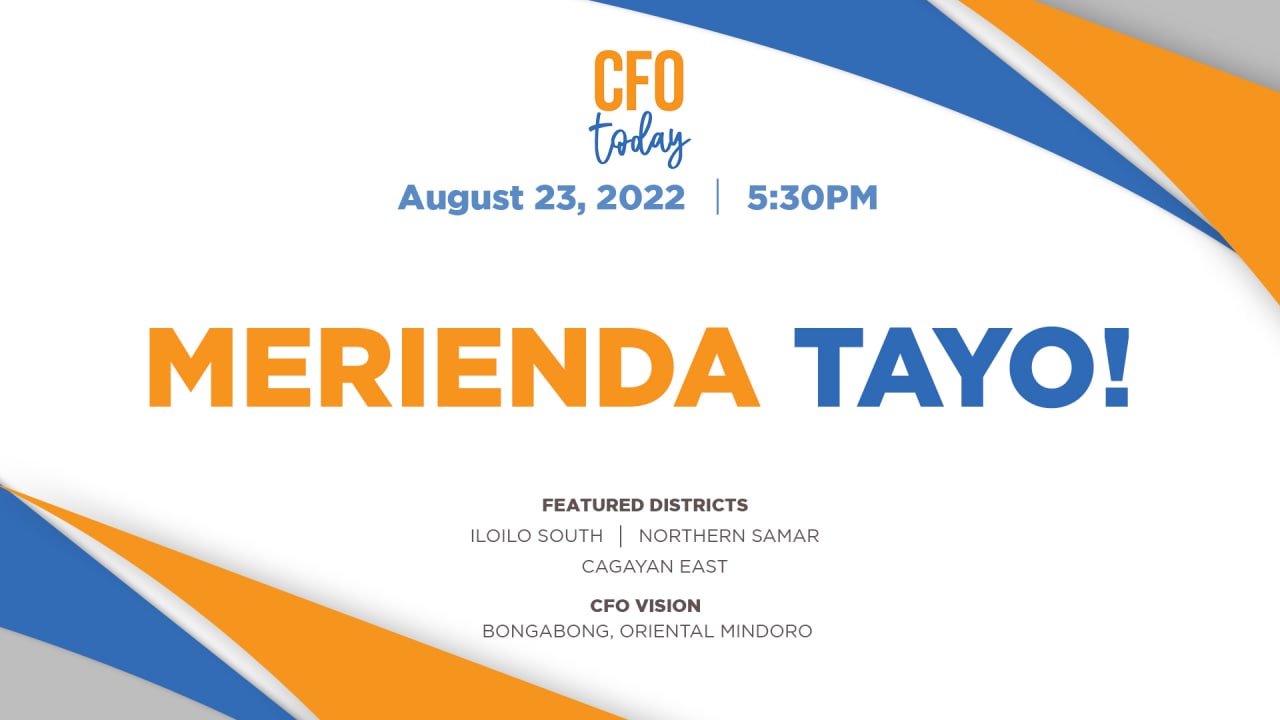 CFO
today
August 23, 2022 | 5:30PM
MERIENDA TAYO!
FEATURED DISTRICTS
ILOILO SOUTH | NORTHERN SAMAR
CAGAYAN EAST
CFO VISION
BONGABONG, ORIENTAL MINDORO